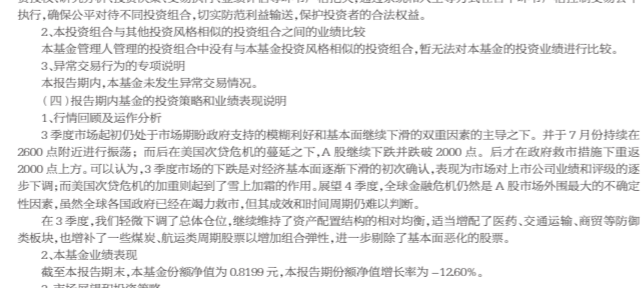 执行,确保公平对待不同投资组合,切实防范利益输送,保护投资者的合法权益。
2、本投资组合与其他投资风格相似的投资组合之间的业绩比较
本基金管理人管理的投资组合中没有与本基金投资风格相似的投资组合,暂无法对本基金的投资业绩进行比较。
3、异常交易行为的专项说明
本报告期内,本基金未发生异常交易情况。
（四）报告期内基金的投资策略和业绩表现说明
1、行情回顾及运作分析
3 季度市场起初仍处于市场期盼政府支持的模糊利好和基本面继续下滑的双重因素的主导之下。并于 7 月份持续在
2600 点附近进行振荡；而后在美国次贷危机的蔓延之下,A 股继续下跌并跌破 2000 点。后才在政府救市措施下重返
2000 点上方。可以认为,3 季度市场的下跌是对经济基本面逐渐下滑的初次确认,表现为市场对上市公司业绩和评级的逐
步下调;而美国次贷危机的加重则起到了雪上加霜的作用。展望 4 季度,全球金融危机仍然是 A 股市场外围最大的不确定
性因素,虽然全球各国政府已经在竭力救市,但其成效和时间周期仍难以判断。
在 3 季度,我们轻微下调了总体仓位,继续维持了资产配置结构的相对均衡,适当增配了医药、交通运输、商贸等防御
类板块,也增补了一些煤炭、航运类周期股票以增加组合弹性,进一步剔除了基本面恶化的股票。
2、本基金业绩表现
截至本报告期末,本基金份额净值为 0.8199 元,本报告期份额净值增长率为 −12.60%。